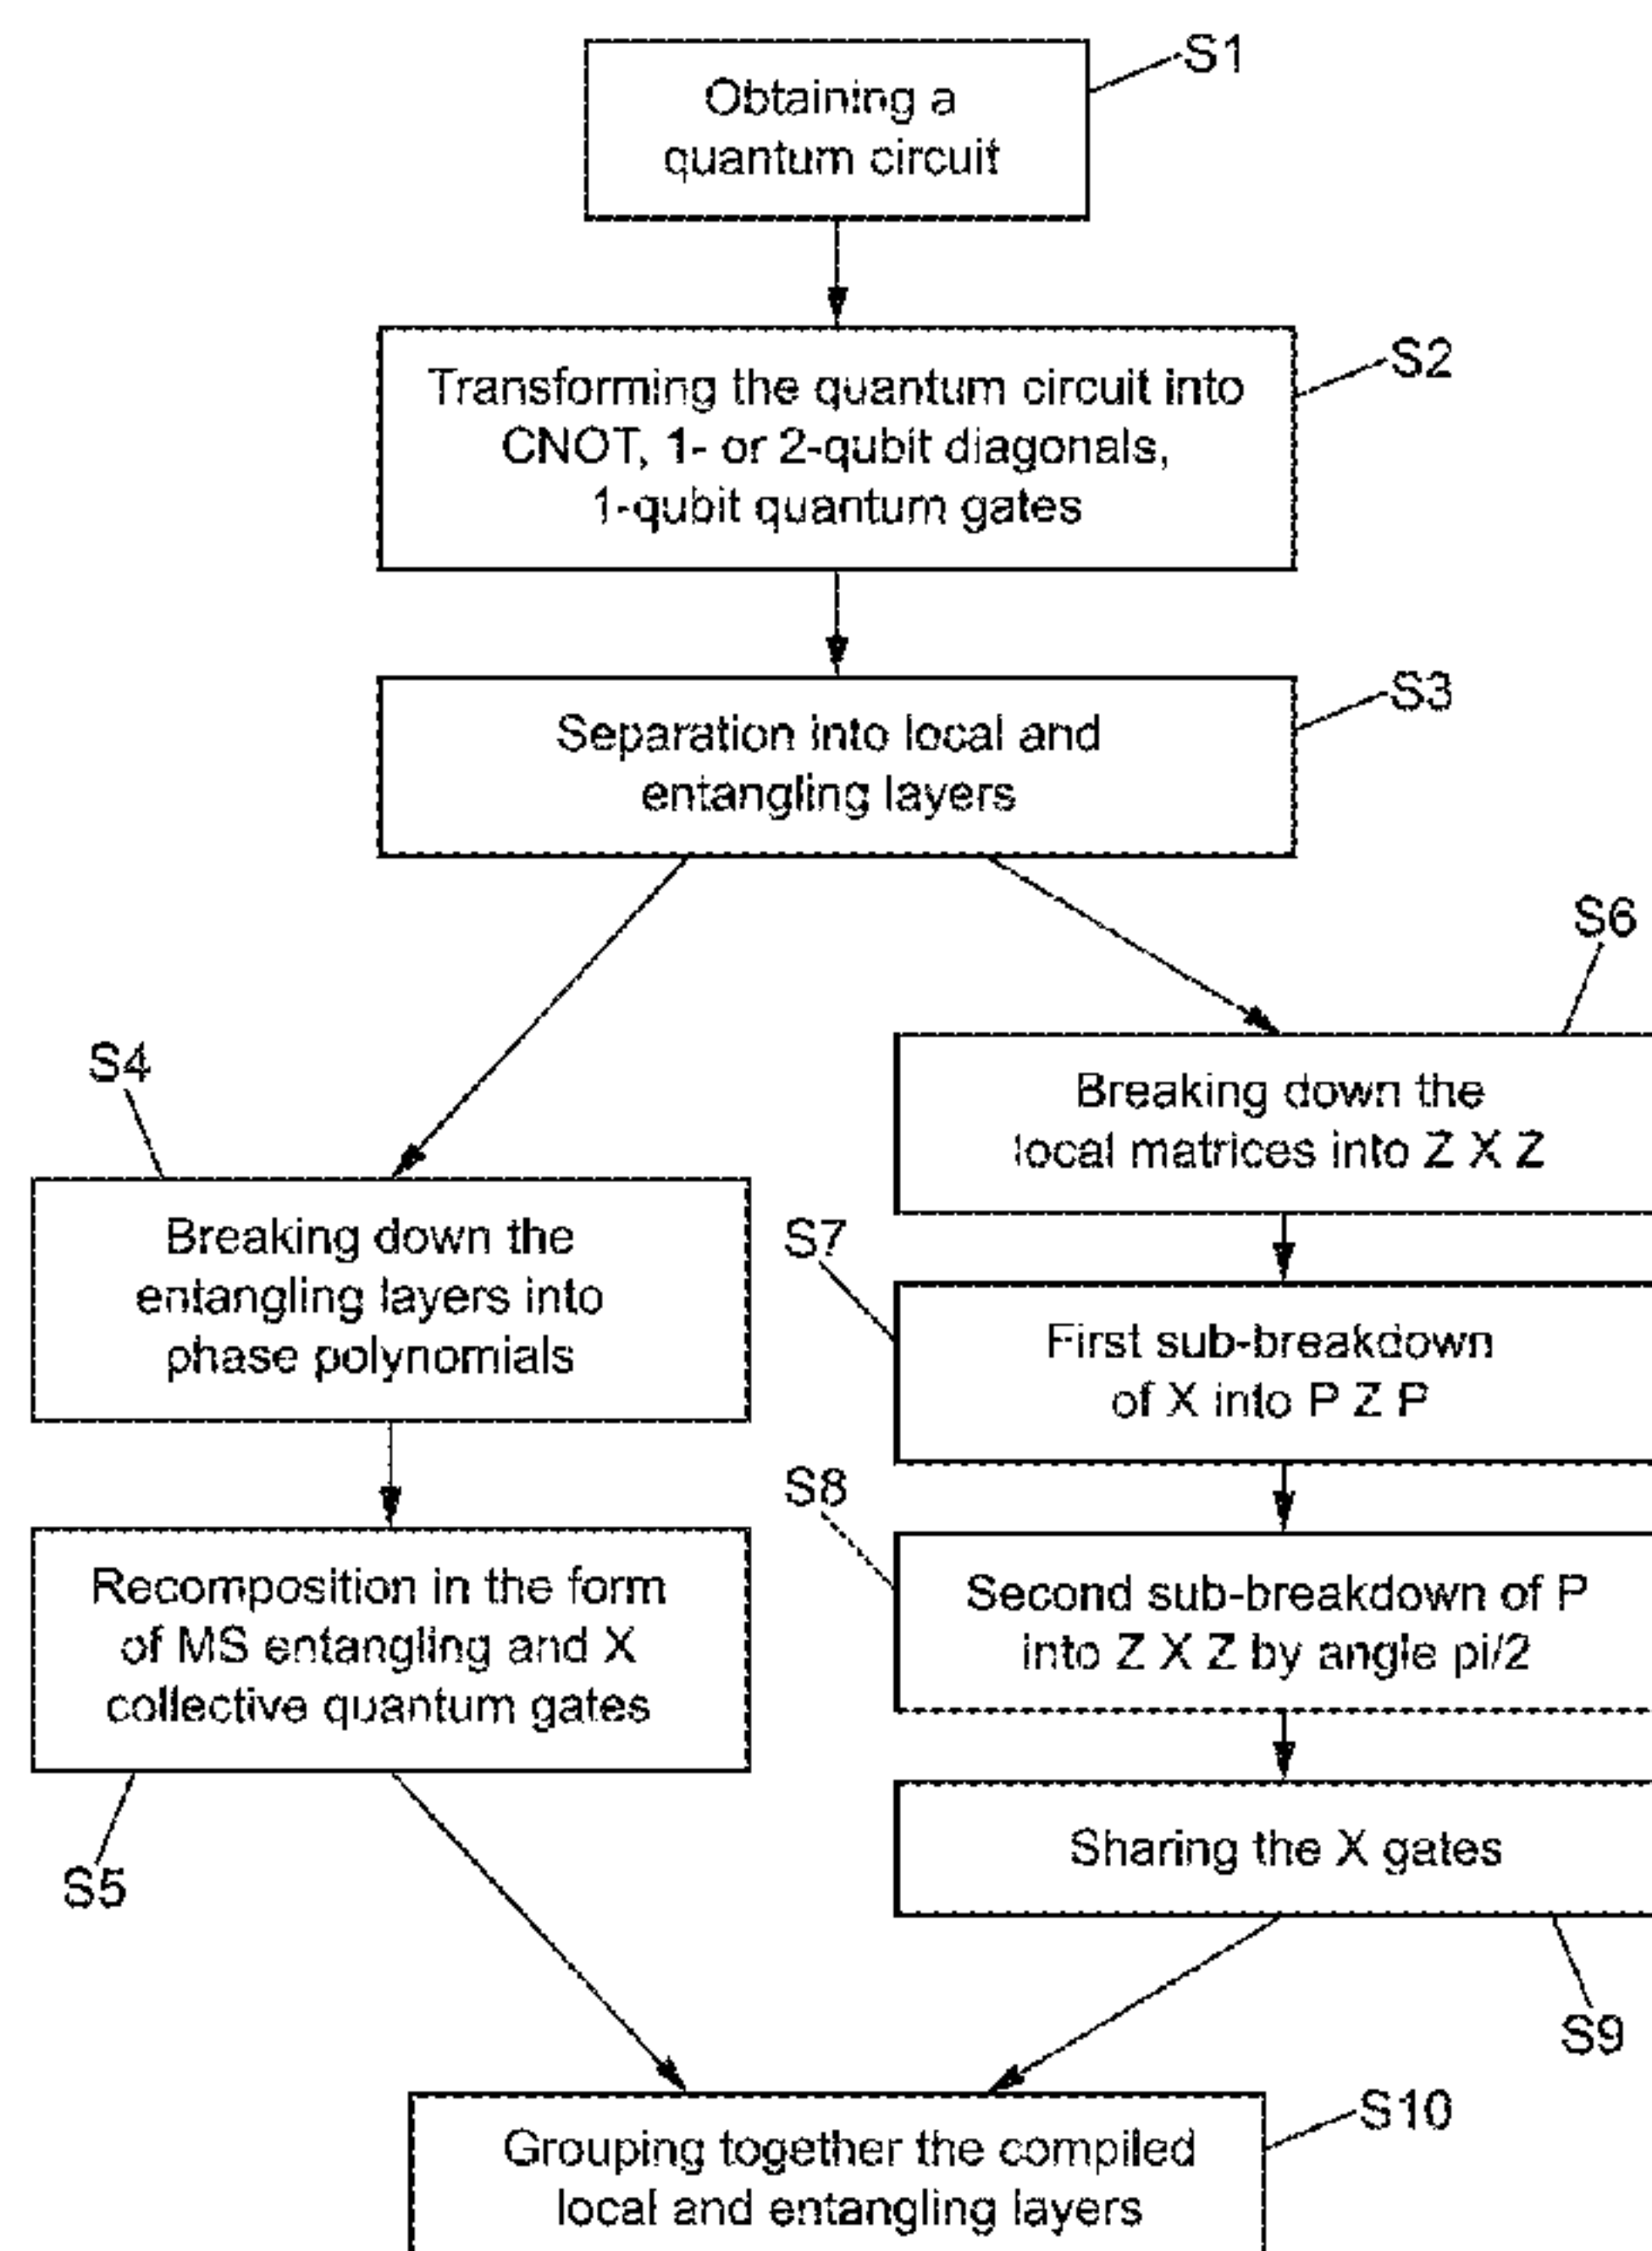 S1
Obtaining a
quantum circuit
S2
Transforming the quantum circuit into
CNOT, 1- or 2-qubit diagonals,
1-qubit quantum gates
S3
Separation into local and
entangling layers
S4
Breaking down the
entangling layers into
phase polynomials
Recomposition in the form
of MS entangling and X
collective quantum gates
S5
S6
Breaking down the
local matrices into Z X Z
S7
First sub-breakdown
of X into P Z P
S8
Second sub-breakdown of P
into Z X Z by angle pi/2
Sharing the X gates
S9
S10
Grouping together the compiled
local and entangling layers